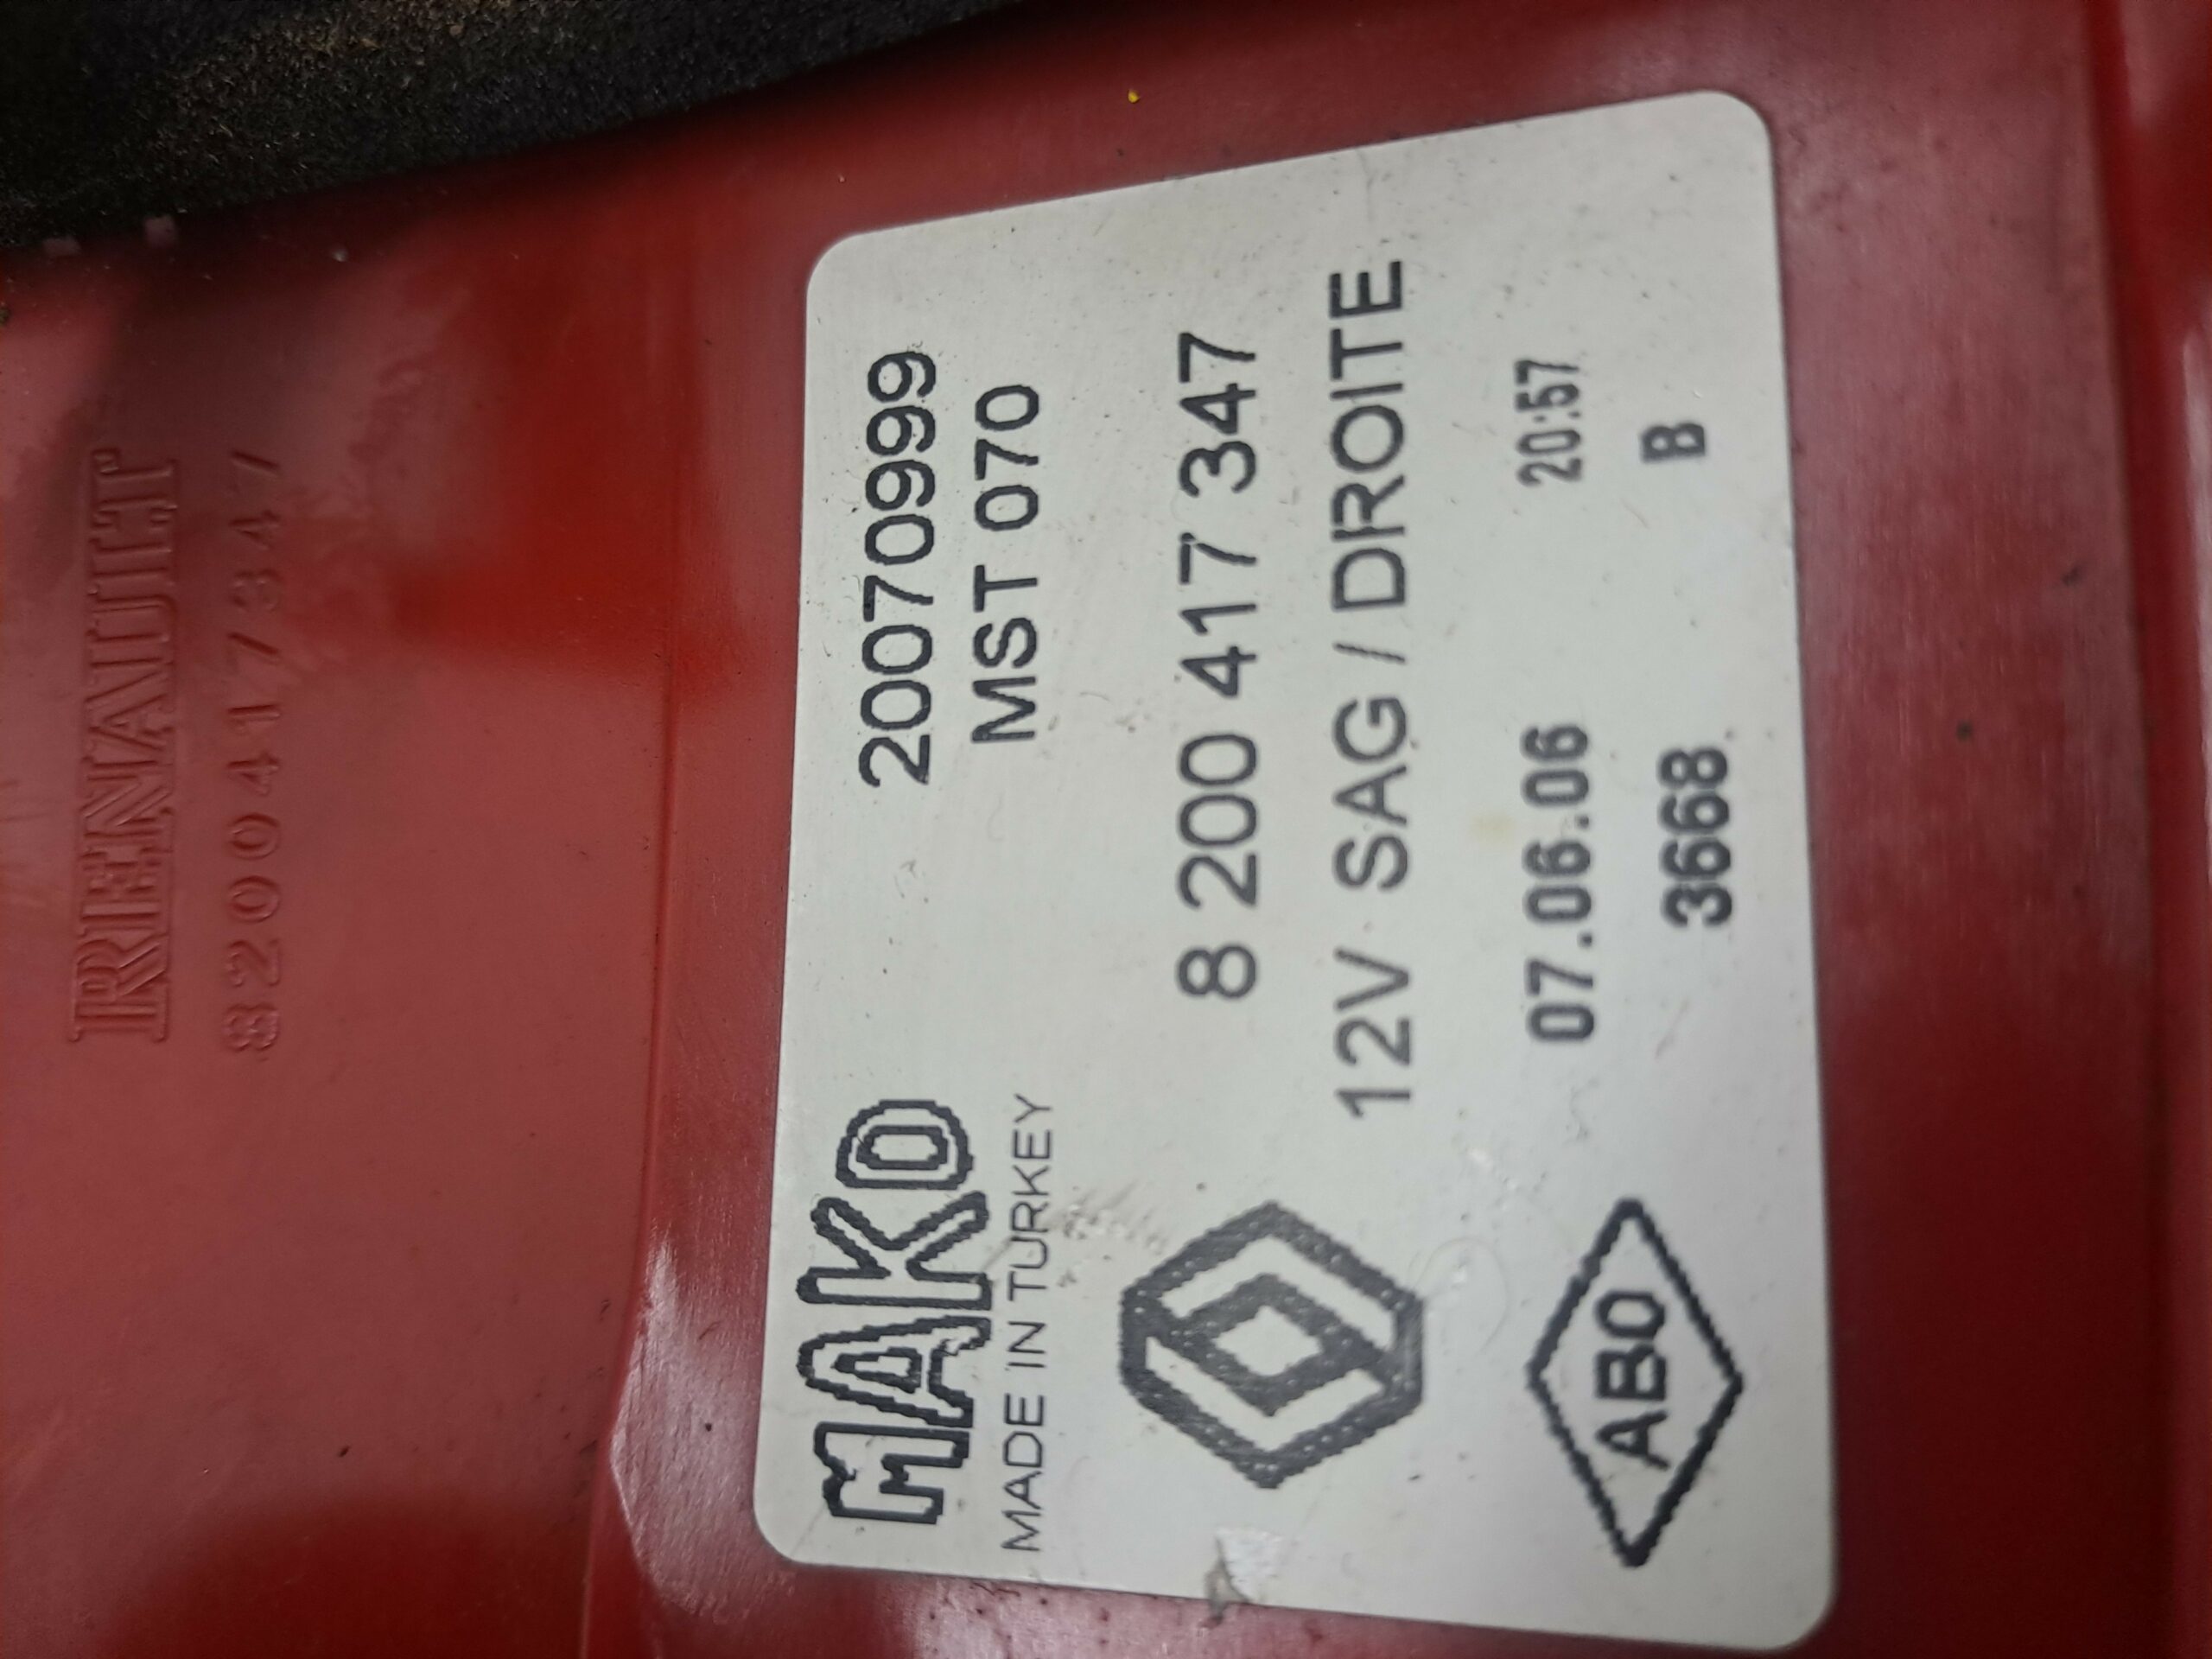 RENAULT
8200417347
MAKO 20070999
MADE IN TURKEY MST 070
8 200 417 347
12V SAG / DROITE
07.06.06 20:57
AB0 3668 B